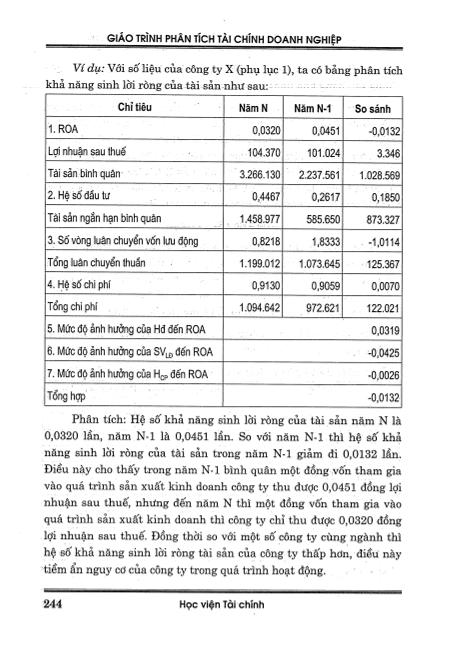 GIÁO TRÌNH PHÂN TÍCH TÀI CHÍNH DOANH NGHIỆP
Ví dụ: Với số liệu của công ty X (phụ lục 1), ta có bảng phân tích
khả năng sinh lời ròng của tài sản như sau:
Chỉ tiêu Năm N Năm N-1 So sánh
1. ROA 0,0320 0,0451 -0,0132
Lợi nhuận sau thuế 104.370 101.024 3.346
Tài sản bình quân 3.266.130 2.237.561 1.028.569
2. Hệ số đầu tư 0,4467 0,2617 0,1850
Tài sản ngắn hạn bình quân 1.458.977 585.650 873.327
3. Số vòng luân chuyển vốn lưu động 0,8218 1,8333 -1,0114
Tổng luân chuyển thuần 1.199.012 1.073.645 125.367
4. Hệ số chi phí 0,9130 0,9059 0,0070
Tổng chi phí 1.094.642 972.621 122.021
5. Mức độ ảnh hưởng của Hđ đến ROA 0,0319
6. Mức độ ảnh hưởng của SVLĐ đến ROA -0,0425
7. Mức độ ảnh hưởng của HCP đến ROA -0,0026
Tổng hợp -0,0132
Phân tích: Hệ số khả năng sinh lời ròng của tài sản năm N là
0,0320 lần, năm N-1 là 0,0451 lần. So với năm N-1 thì hệ số khả
năng sinh lời ròng của tài sản trong năm N-1 giảm đi 0,0132 lần.
Điều này cho thấy trong năm N-1 bình quân một đồng vốn tham gia
vào quá trình sản xuất kinh doanh công ty thu được 0,0451 đồng lợi
nhuận sau thuế, nhưng đến năm N thì một đồng vốn tham gia vào
quá trình sản xuất kinh doanh thì công ty chỉ thu được 0,0320 đồng
lợi nhuận sau thuế. Đồng thời so với một số công ty cùng ngành thì
hệ số khả năng sinh lời ròng tài sản của công ty thấp hơn, điều này
tiềm ẩn nguy cơ của công ty trong quá trình hoạt động.
244 Học viện Tài chính